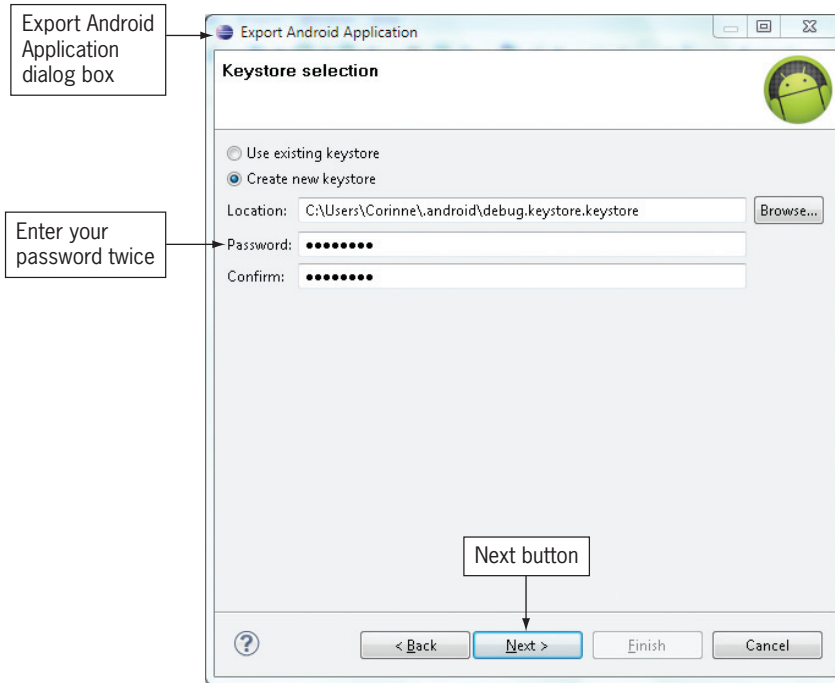 Export Android
Application
dialog box
Export Android Application
Keystore selection
Use existing keystore
Create new keystore
Location: C:\Users\Corinne\.android\debug.keystore.keystore Browse...
Enter your
password twice
Password: ●●●●●●●●
Confirm: ●●●●●●●●
Next button
? < Back Next > Finish Cancel